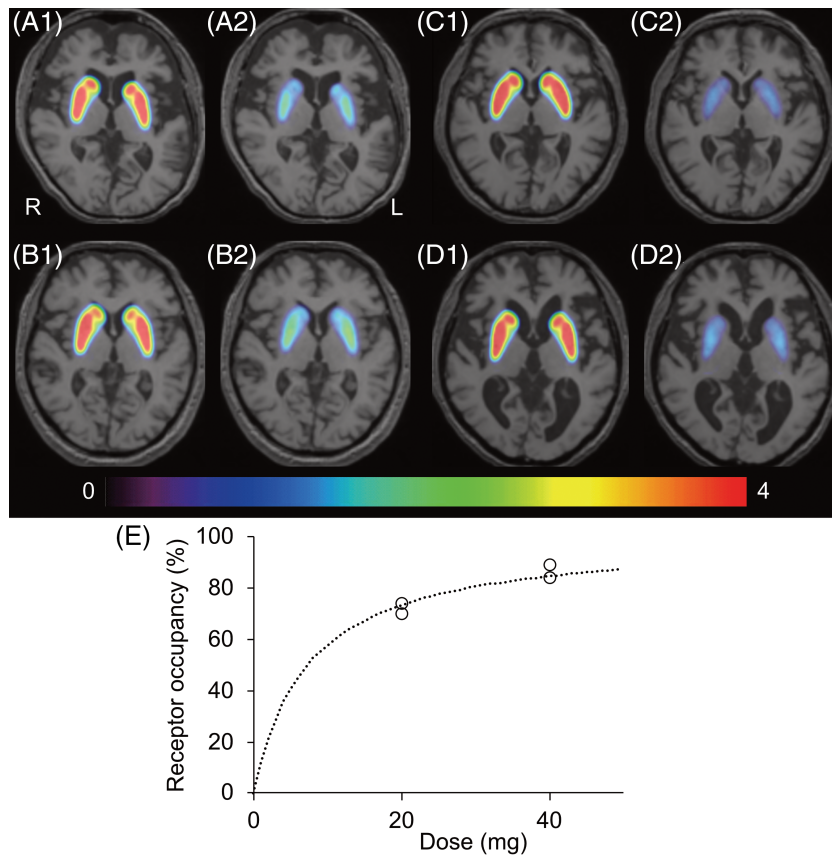 (A1) (A2) (C1) (C2)
R L
(B1) (B2) (D1) (D2)
0 4
(E)
Receptor occupancy (%)
100
80
60
40
20
0
0 20 40
Dose (mg)